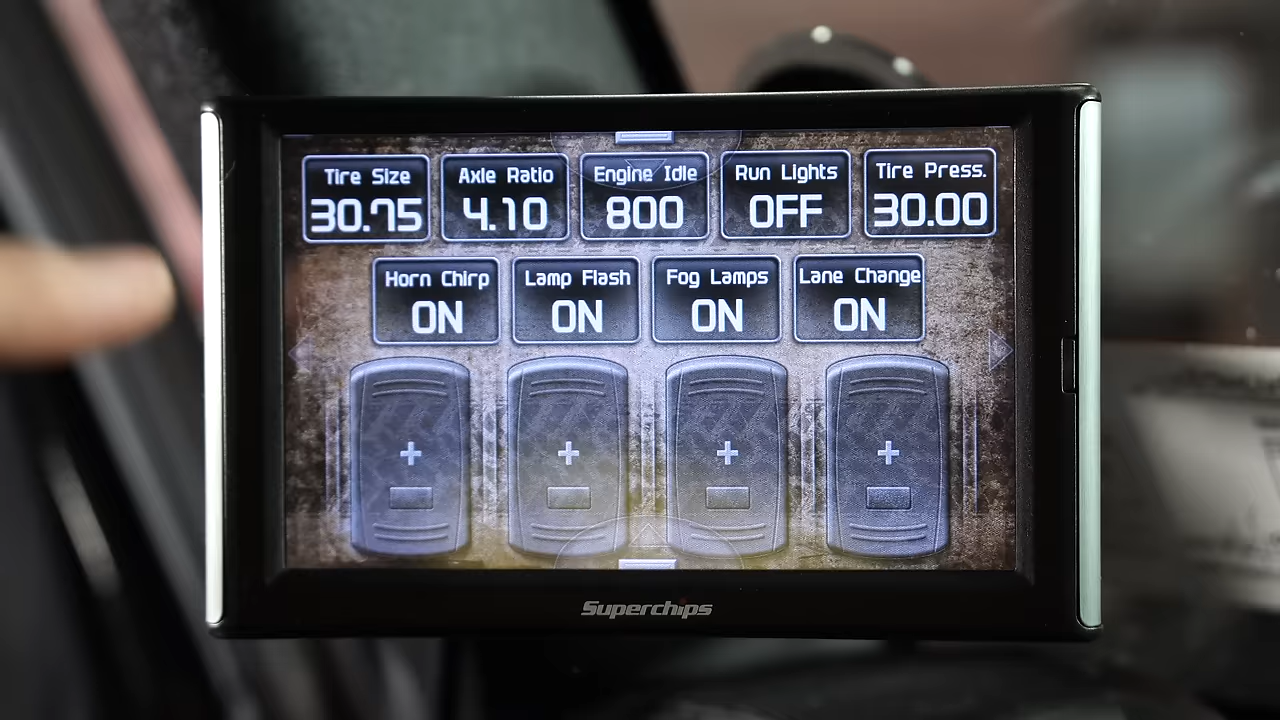 Tire Size
30.75
Axle Ratio
4.10
Engine Idle
800
Run Lights
OFF
Tire Press.
30.00
Horn Chirp
ON
Lamp Flash
ON
Fog Lamps
ON
Lane Change
ON
+
+
+
+
Superchips